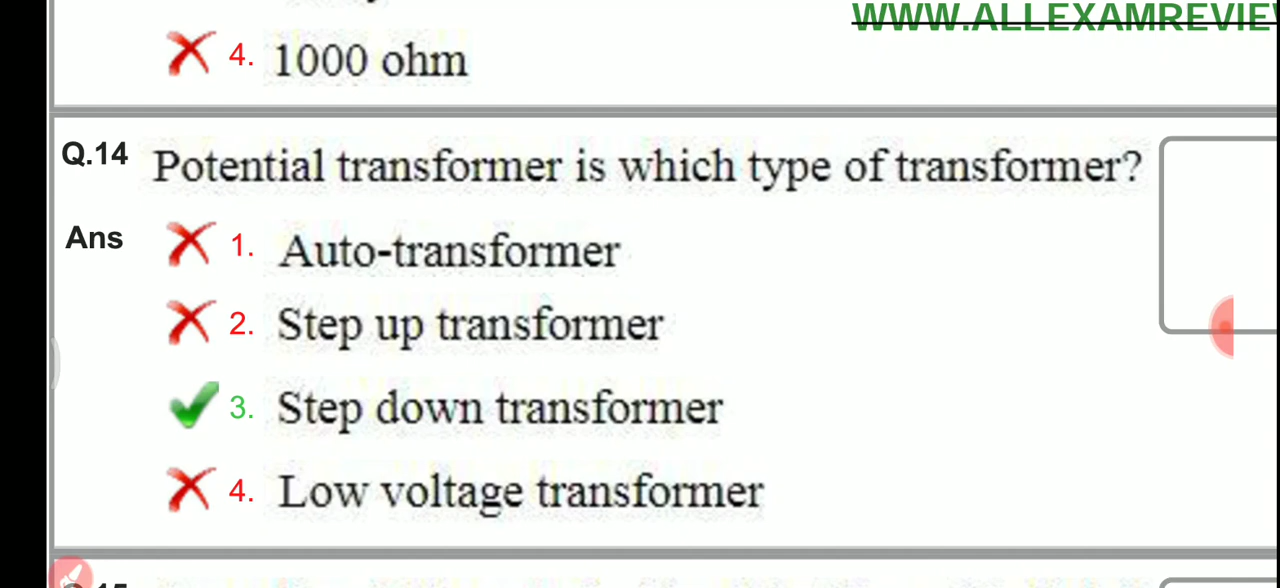 WWW.ALLEXAMREVIE
4. 1000 ohm
Q.14 Potential transformer is which type of transformer?
Ans 1. Auto-transformer
2. Step up transformer
3. Step down transformer
4. Low voltage transformer